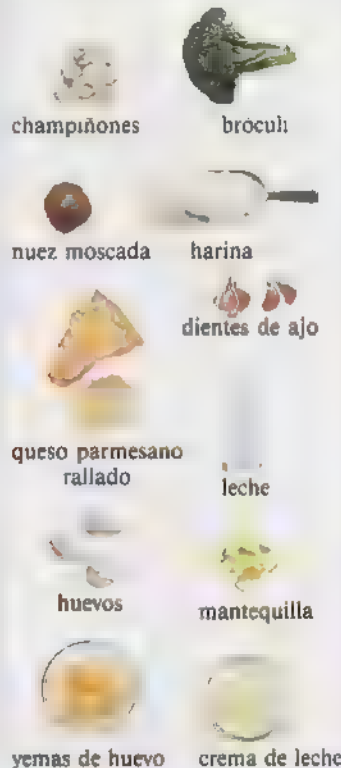 champiñones
bróculi
nuez moscada
harina
dientes de ajo
queso parmesano
rallado
leche
huevos
mantequilla
yemas de huevo
crema de leche